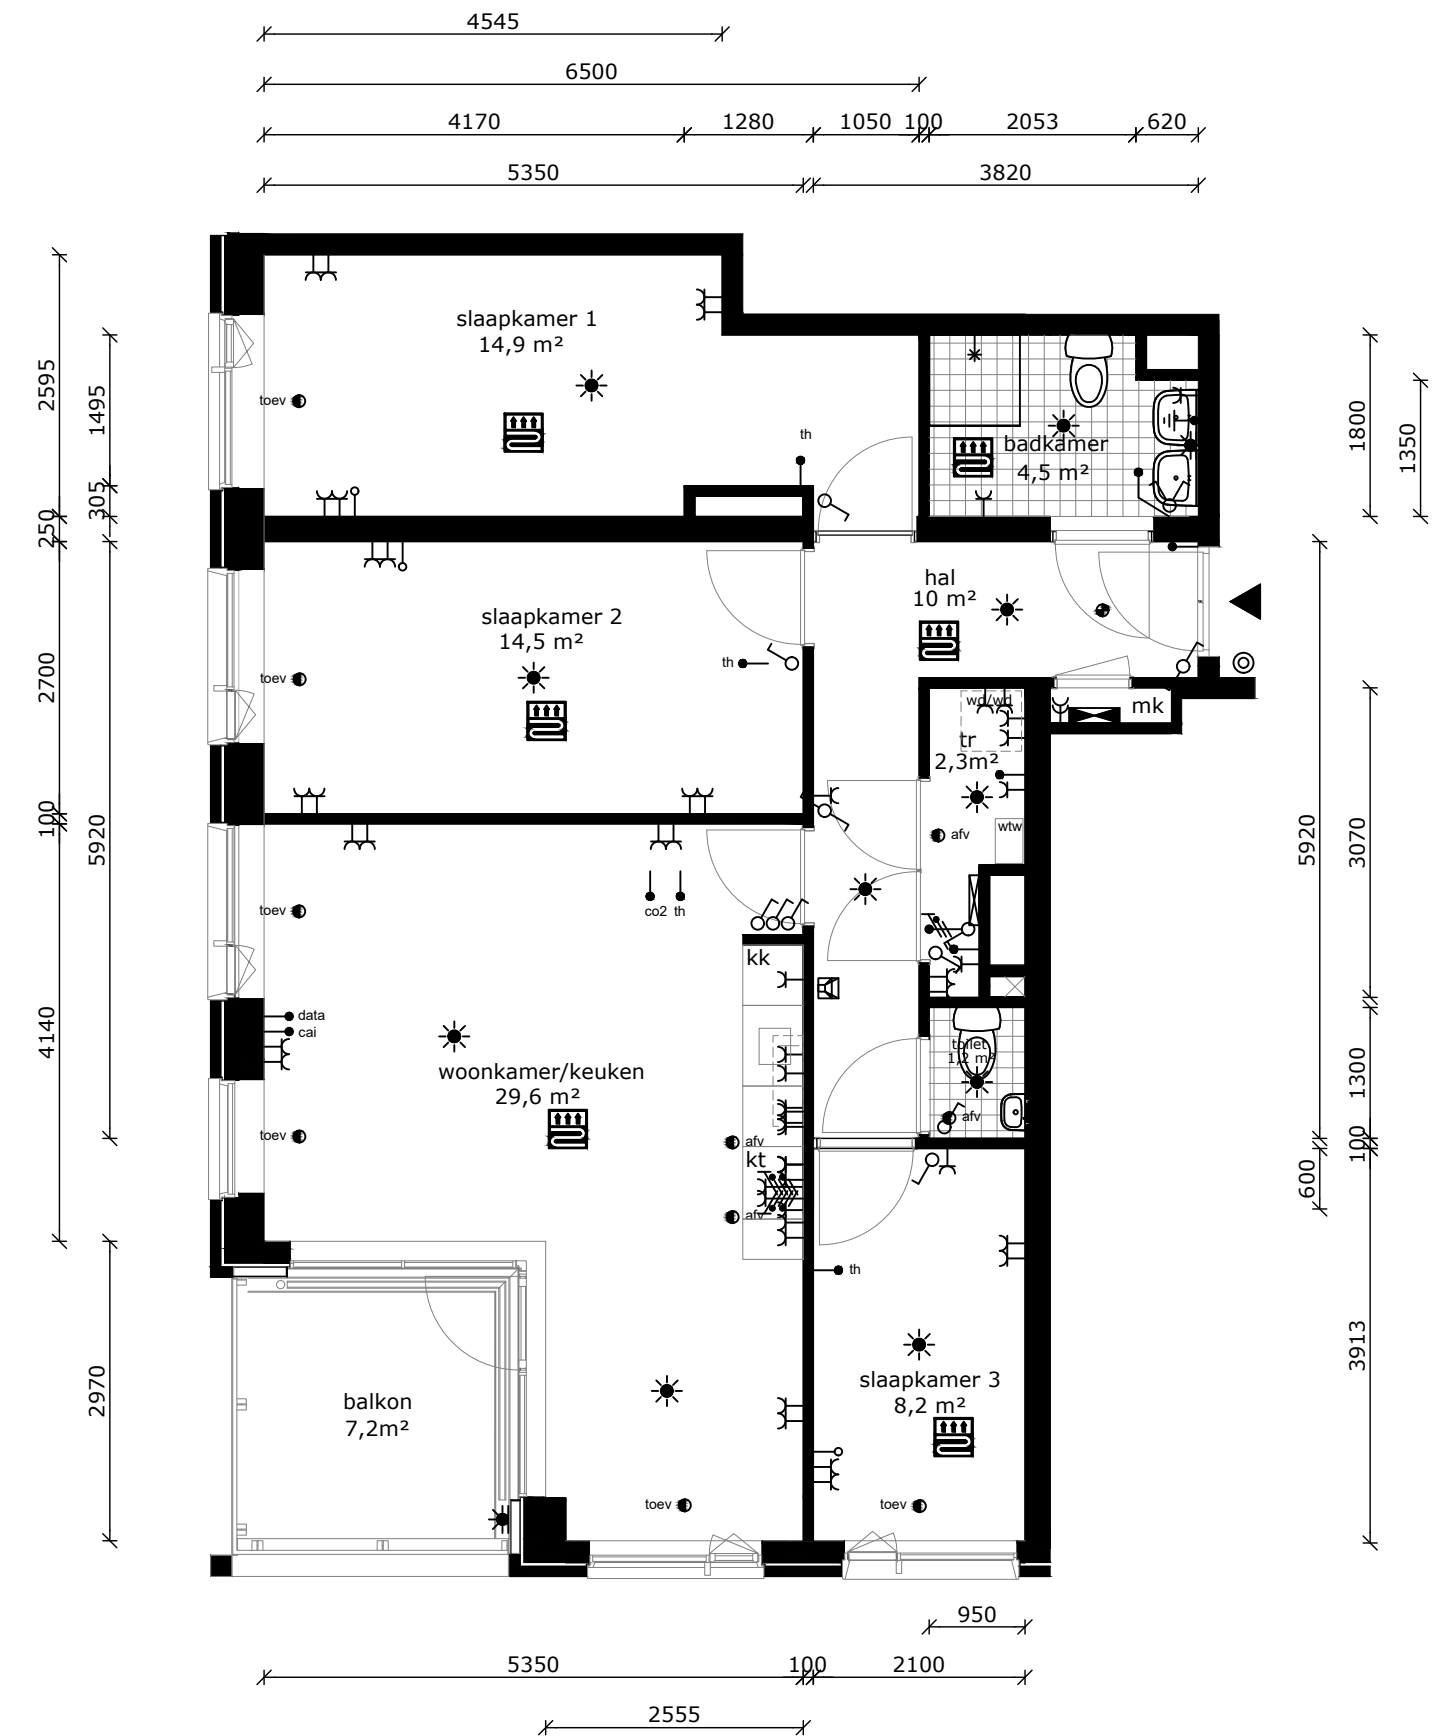 4545
6500
4170
1280
1050
100
2053
620
5350
3820
2595
1495
305
250
2700
100
5920
4140
2970
1800
1350
5920
3070
1300
100
600
3913
slaapkamer 1
14,9 m²
toev
th
badkamer
4,5 m²
slaapkamer 2
14,5 m²
toev
th
hal
10 m²
mk
wd/wd
tr
2,3m²
afv
wtw
toev
co2
th
kk
data
cai
woonkamer/keuken
29,6 m²
toilet
1,2 m²
afv
toev
afv
kt
afv
th
slaapkamer 3
8,2 m²
balkon
7,2m²
toev
toev
950
5350
100
2100
2555